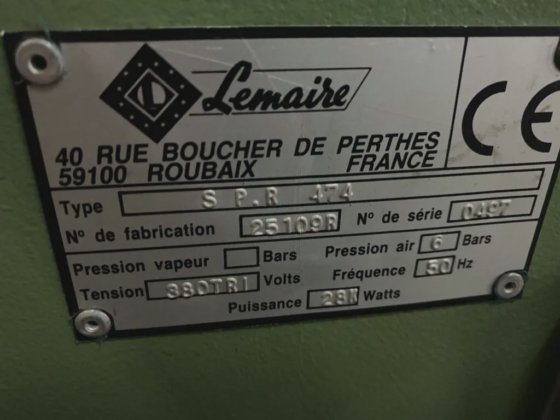 L Lemaire
CE
40 RUE BOUCHER DE PERTHES
59100 ROUBAIX FRANCE
Type S P.R 474
N° de fabrication 25109R N° de série 0497
Pression vapeur Bars Pression air 6 Bars
Tension 380TRI Volts Fréquence 50 Hz
Puissance 28K Watts